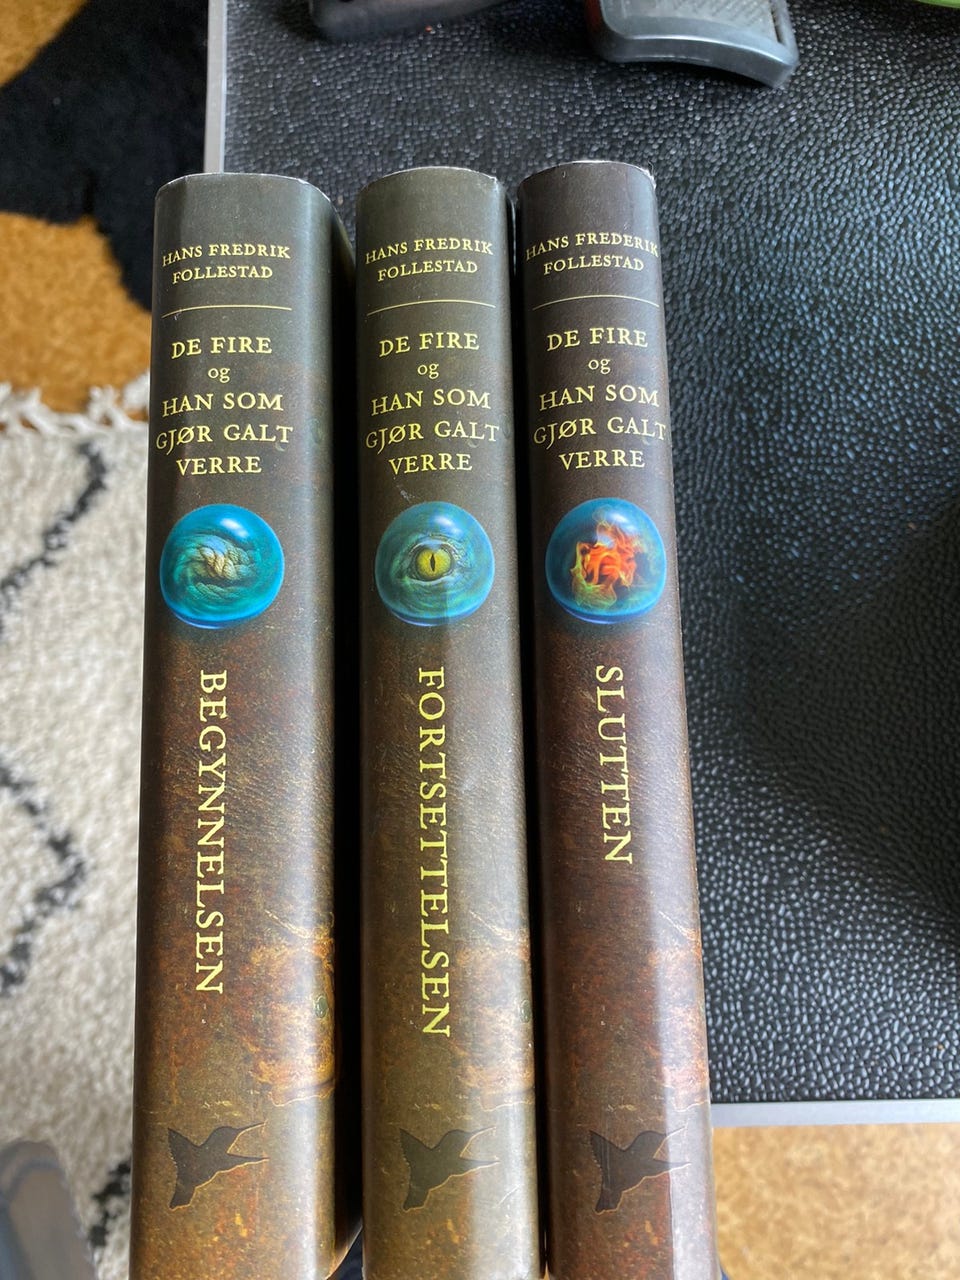 HANS FREDRIK
FOLLESTAD
DE FIRE
og
HAN SOM
GJØR GALT
VERRE
BEGYNNELSEN
HANS FREDRIK
FOLLESTAD
DE FIRE
og
HAN SOM
GJØR GALT
VERRE
FORTSETTELSEN
HANS FREDERIK
FOLLESTAD
DE FIRE
og
HAN SOM
GJØR GALT
VERRE
SLUTTEN